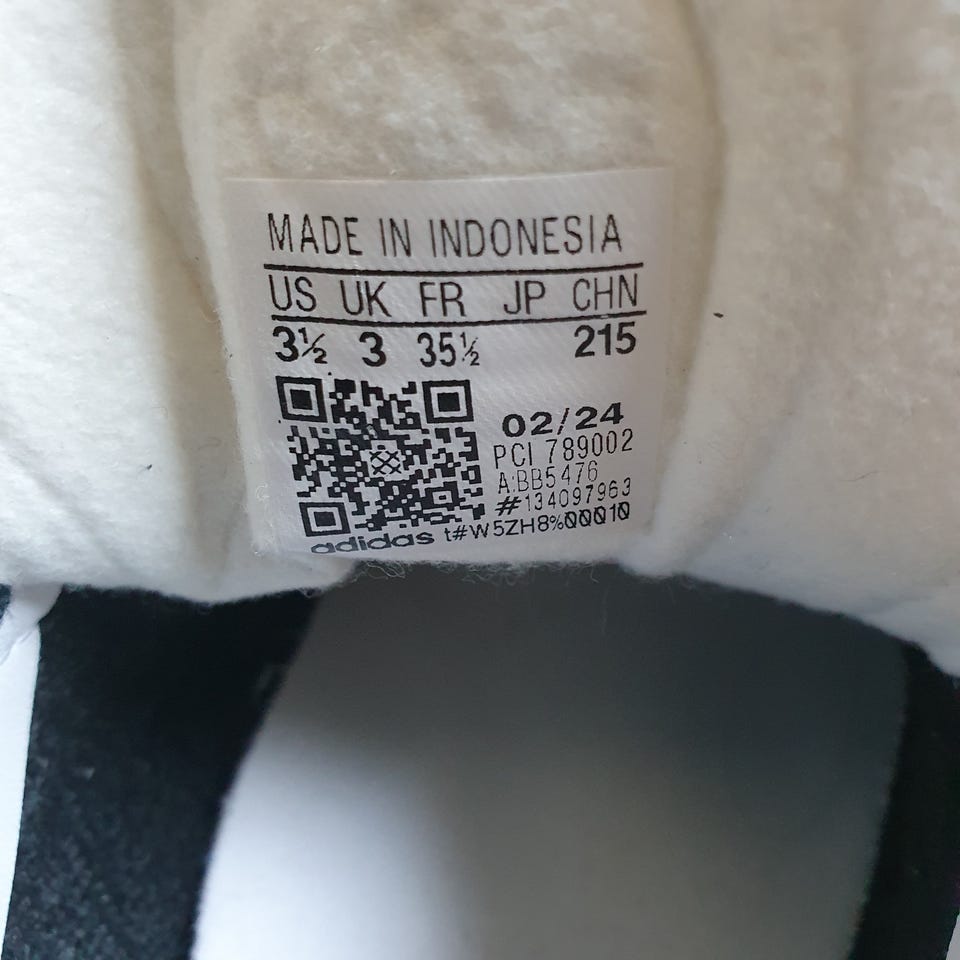 MADE IN INDONESIA
US UK FR JP CHN
3½ 3 35½ 215
02/24
PCI 789002
A:BB5476
#134097963
adidas t#W5ZH8%00010